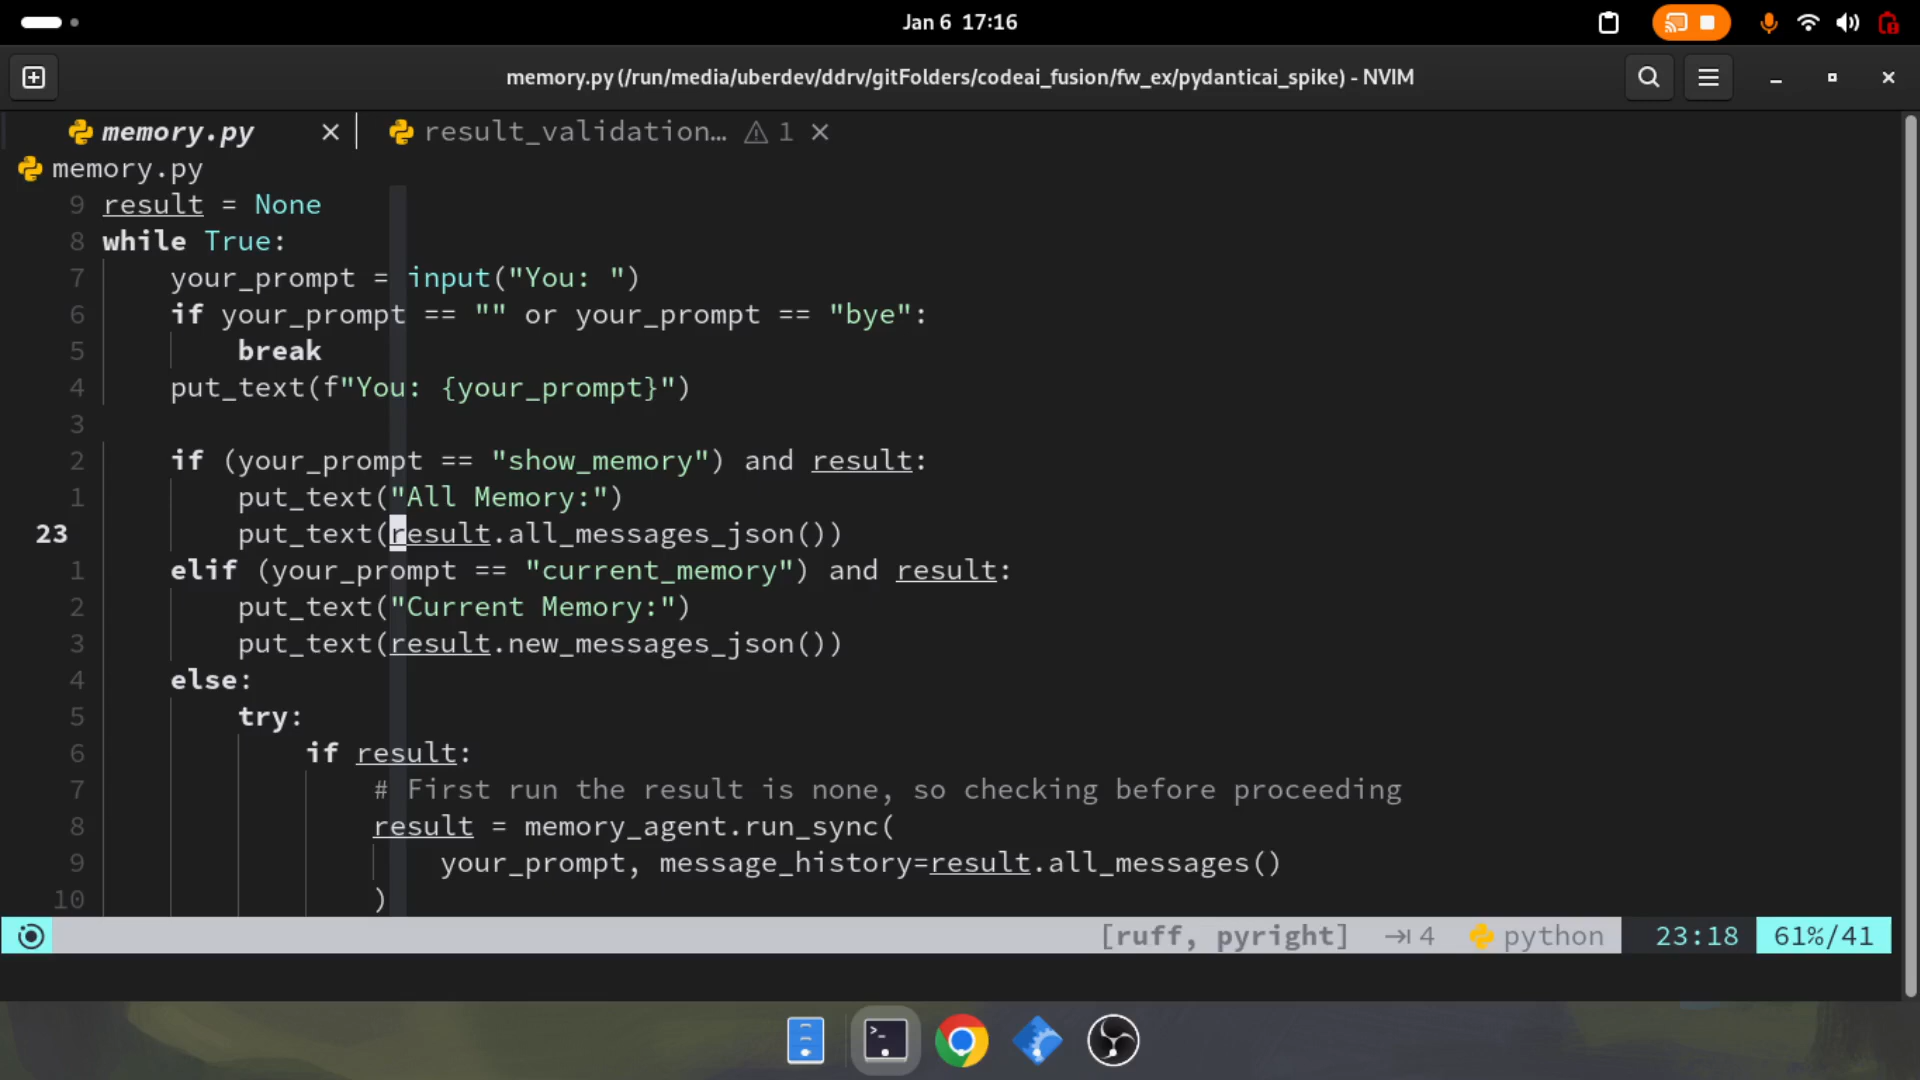 Jan 6 17:16
memory.py (/run/media/uberdev/ddrv/gitFolders/codeai_fusion/fw_ex/pydanticai_spike) - NVIM
memory.py × result_validation… ⚠ 1 ×
memory.py
9 result = None
8 while True:
7 your_prompt = input("You: ")
6 if your_prompt == "" or your_prompt == "bye":
5 break
4 put_text(f"You: {your_prompt}")
3
2 if (your_prompt == "show_memory") and result:
1 put_text("All Memory:")
23 put_text(result.all_messages_json())
1 elif (your_prompt == "current_memory") and result:
2 put_text("Current Memory:")
3 put_text(result.new_messages_json())
4 else:
5 try:
6 if result:
7 # First run the result is none, so checking before proceeding
8 result = memory_agent.run_sync(
9 your_prompt, message_history=result.all_messages()
10 )
[ruff, pyright] 4 python 23:18 61%/41